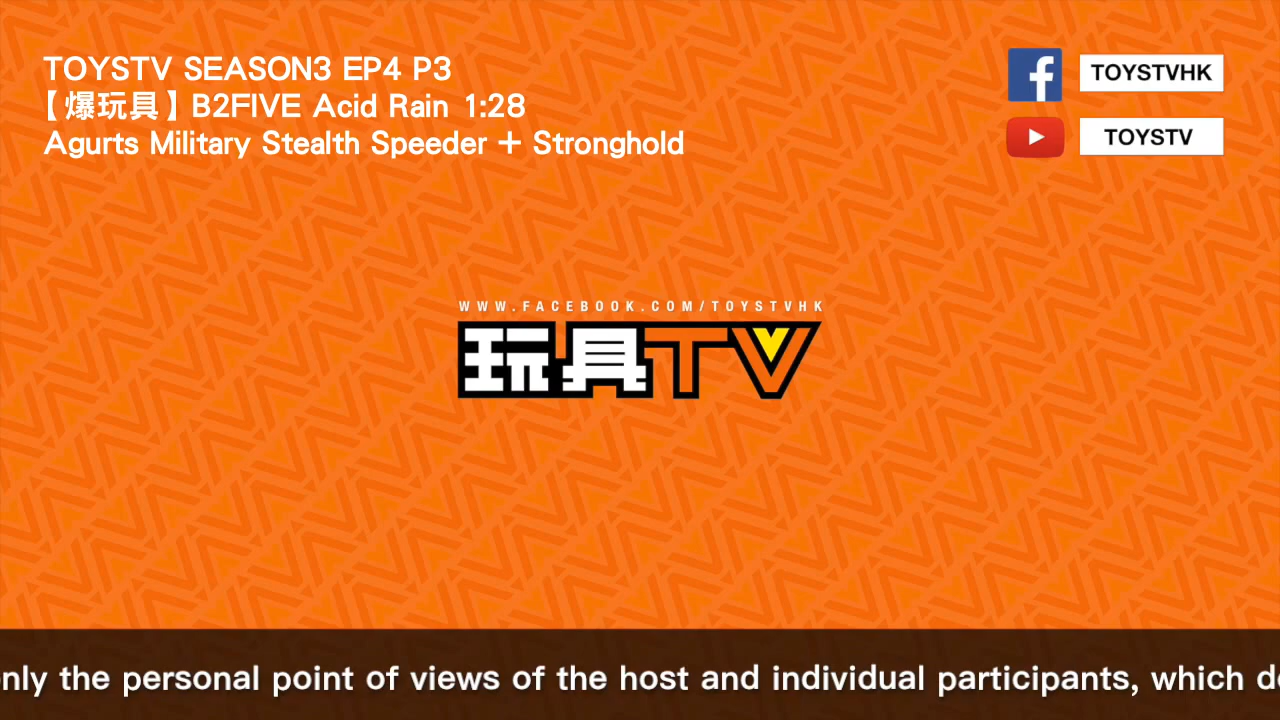 TOYSTV SEASON3 EP4 P3
【爆玩具】B2FIVE Acid Rain 1:28
Agurts Military Stealth Speeder + Stronghold
TOYSTVHK
TOYSTV
WWW.FACEBOOK.COM/TOYSTVHK
玩具TV
the personal point of views of the host and individual participants, which